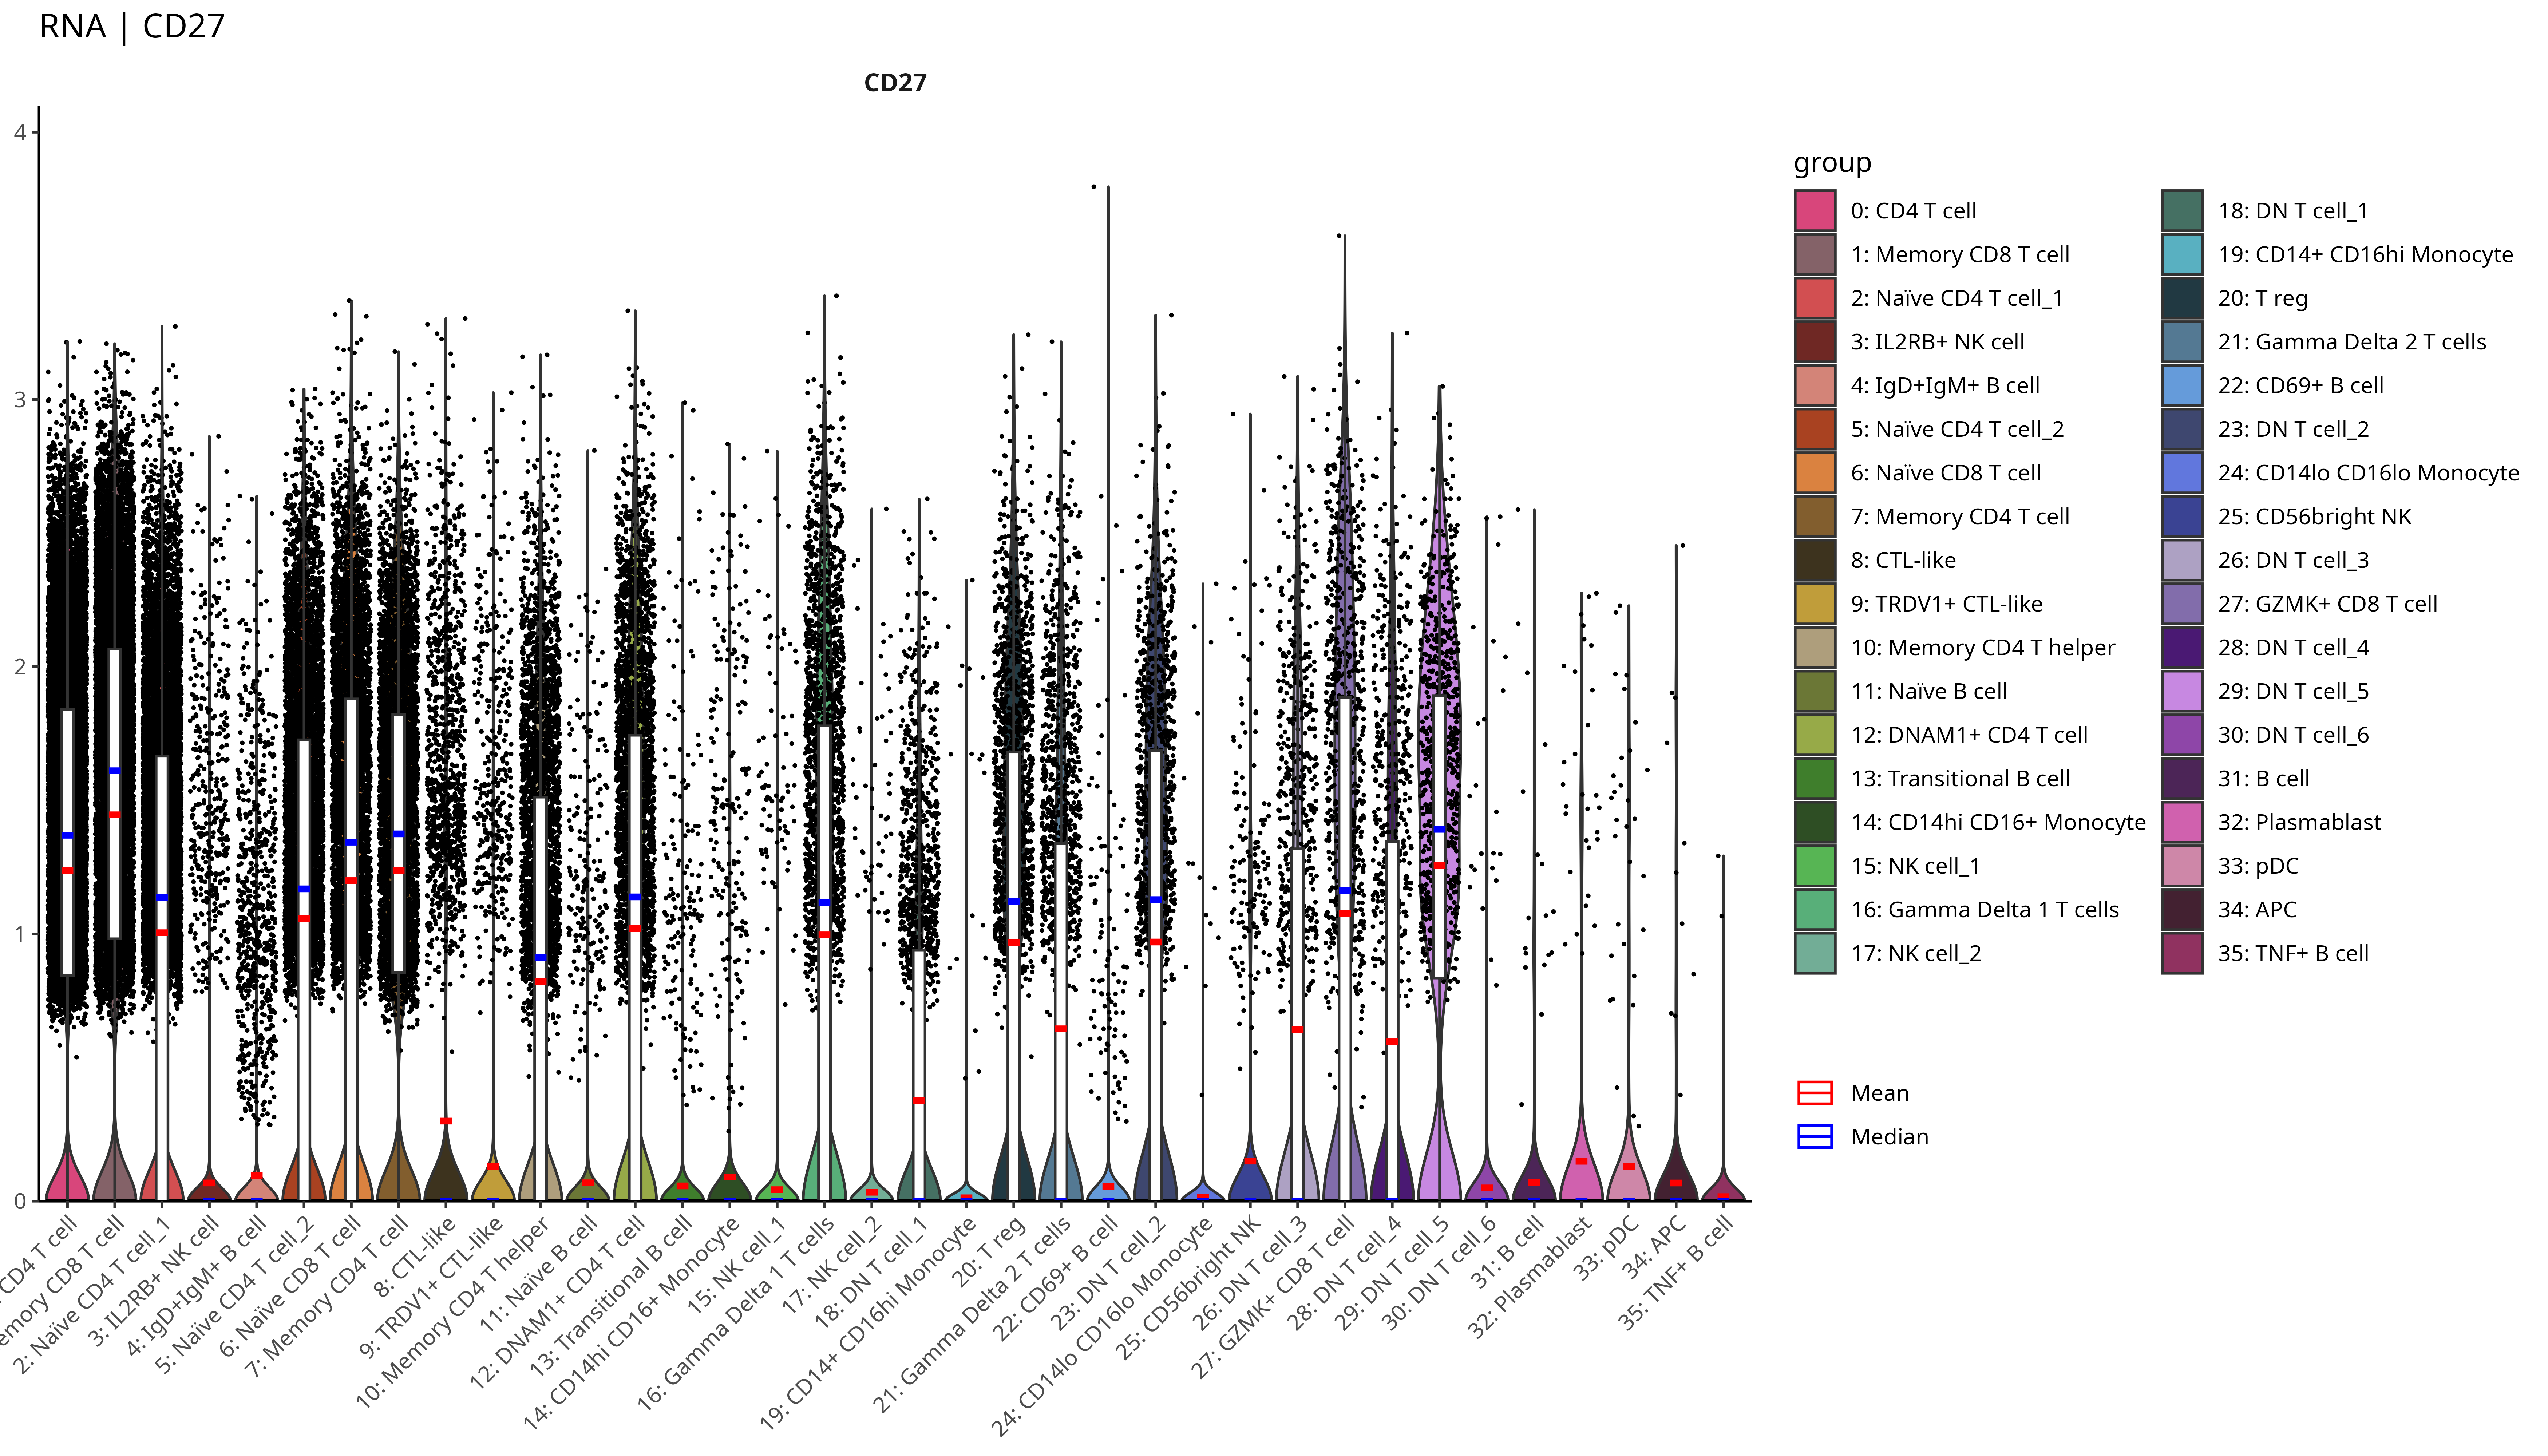 RNA | CD27
CD27
4
3
2
1
0
CD4 T cell
CD8 T cell
2: Naïve CD4 T cell_1
3: IL2RB+ NK cell
4: IgD+IgM+ B cell
5: Naïve CD4 T cell_2
6: Naïve CD8 T cell
7: Memory CD4 T cell
8: CTL-like
9: TRDV1+ CTL-like
10: Memory CD4 T helper
11: Naïve B cell
12: DNAM1+ CD4 T cell
13: Transitional B cell
14: CD14hi CD16+ Monocyte
15: NK cell_1
16: Gamma Delta 1 T cells
17: NK cell_2
18: DN T cell_1
19: CD14+ CD16hi Monocyte
20: T reg
21: Gamma Delta 2 T cells
22: CD69+ B cell
23: DN T cell_2
24: CD14lo CD16lo Monocyte
25: CD56bright NK
26: DN T cell_3
27: GZMK+ CD8 T cell
28: DN T cell_4
29: DN T cell_5
30: DN T cell_6
31: B cell
32: Plasmablast
33: pDC
34: APC
35: TNF+ B cell
group
0: CD4 T cell
1: Memory CD8 T cell
2: Naïve CD4 T cell_1
3: IL2RB+ NK cell
4: IgD+IgM+ B cell
5: Naïve CD4 T cell_2
6: Naïve CD8 T cell
7: Memory CD4 T cell
8: CTL-like
9: TRDV1+ CTL-like
10: Memory CD4 T helper
11: Naïve B cell
12: DNAM1+ CD4 T cell
13: Transitional B cell
14: CD14hi CD16+ Monocyte
15: NK cell_1
16: Gamma Delta 1 T cells
17: NK cell_2
18: DN T cell_1
19: CD14+ CD16hi Monocyte
20: T reg
21: Gamma Delta 2 T cells
22: CD69+ B cell
23: DN T cell_2
24: CD14lo CD16lo Monocyte
25: CD56bright NK
26: DN T cell_3
27: GZMK+ CD8 T cell
28: DN T cell_4
29: DN T cell_5
30: DN T cell_6
31: B cell
32: Plasmablast
33: pDC
34: APC
35: TNF+ B cell
Mean
Median